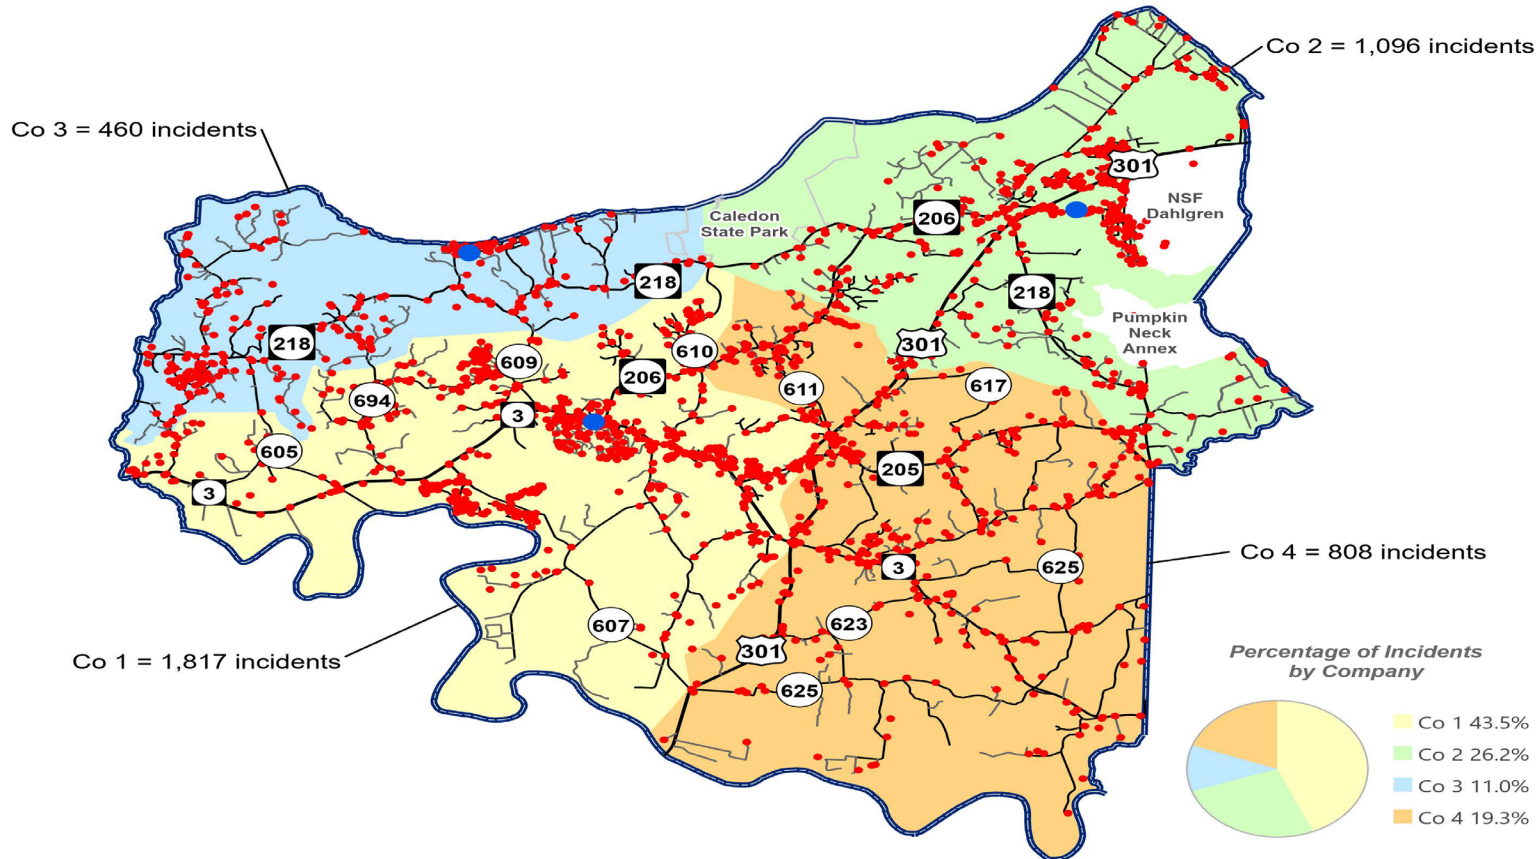 Co 2 = 1,096 incidents
Co 3 = 460 incidents
301
NSF
Dahlgren
206
Caledon
State Park
218
218
Pumpkin
Neck
Annex
218
301
609
610
206
611
617
694
3
605
205
3
Co 4 = 808 incidents
3
625
607
623
301
Co 1 = 1,817 incidents
625
Percentage of Incidents
by Company
Co 1 43.5%
Co 2 26.2%
Co 3 11.0%
Co 4 19.3%